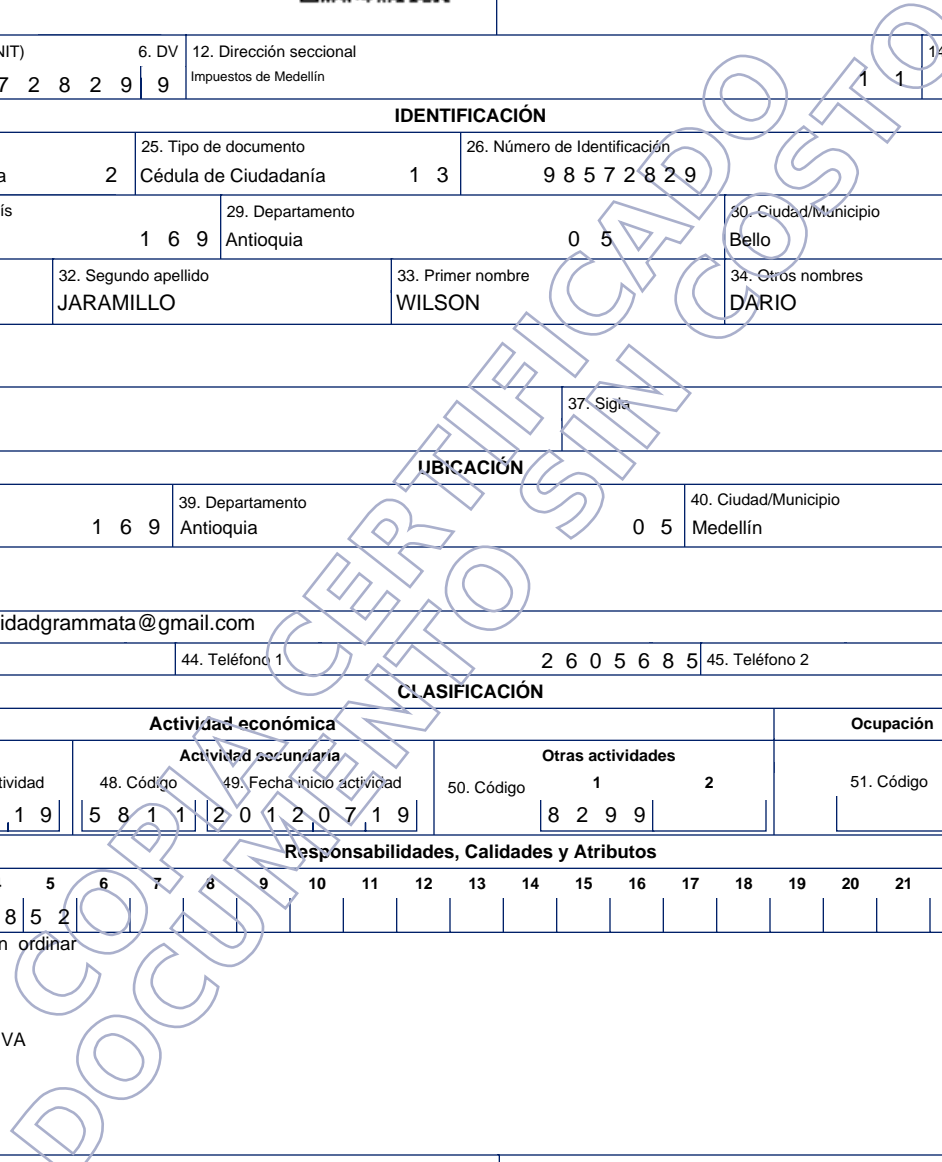 NIT) 6. DV 12. Dirección seccional 14
7 2 8 2 9 9 Impuestos de Medellín 1 1
IDENTIFICACIÓN
25. Tipo de documento 26. Número de Identificación
a 2 Cédula de Ciudadanía 1 3 9 8 5 7 2 8 2 9
ís 29. Departamento 30. Ciudad/Municipio
1 6 9 Antioquia 0 5 Bello
32. Segundo apellido 33. Primer nombre 34. Otros nombres
JARAMILLO WILSON DARIO
37. Sigla
UBICACIÓN
39. Departamento 40. Ciudad/Municipio
1 6 9 Antioquia 0 5 Medellín
idadgrammata@gmail.com
44. Teléfono 1 2 6 0 5 6 8 5 45. Teléfono 2
CLASIFICACIÓN
Actividad económica Ocupación
Actividad secundaria Otras actividades
tividad 48. Código 49. Fecha inicio actividad 50. Código 1 2 51. Código
1 9 5 8 1 1 2 0 1 2 0 7 1 9 8 2 9 9
Responsabilidades, Calidades y Atributos
5 6 7 8 9 10 11 12 13 14 15 16 17 18 19 20 21
8 5 2
n ordinar
VA
COPIA CERTIFICADO
DOCUMENTO SIN COSTO